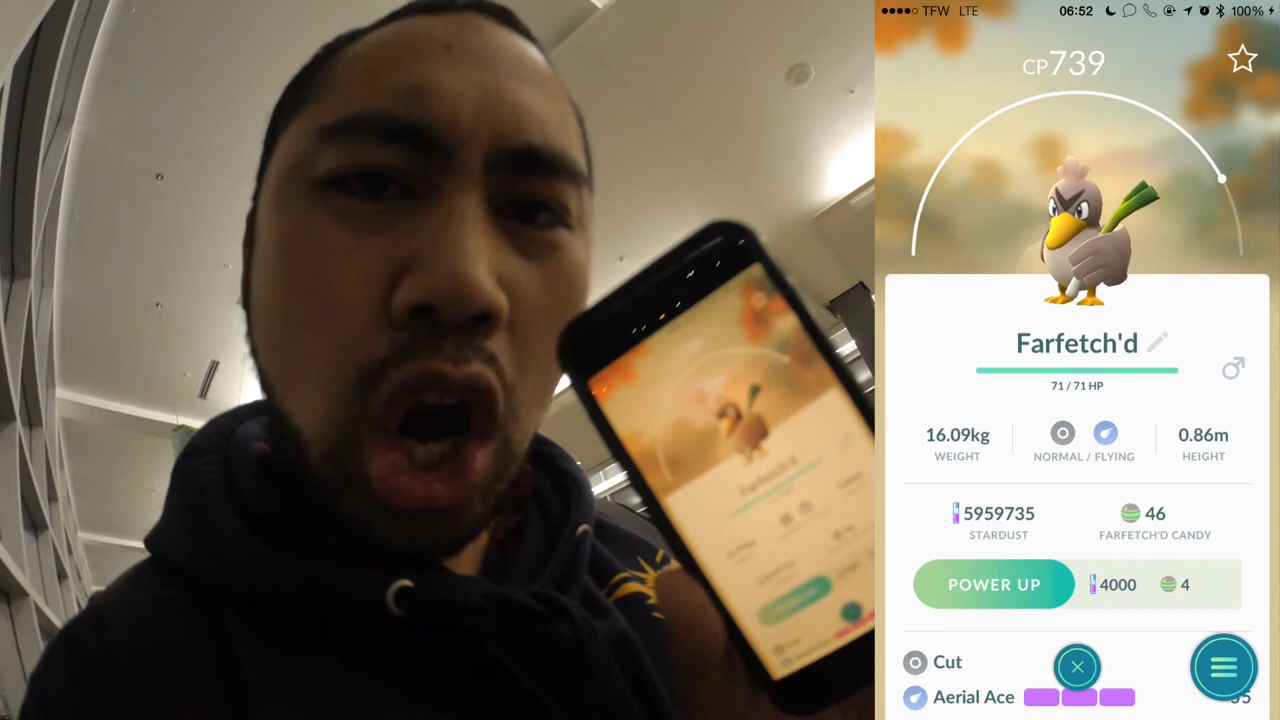 TFW LTE 06:52 100%
CP739
Farfetch'd
71 / 71 HP
16.09kg NORMAL / FLYING 0.86m
WEIGHT HEIGHT
5959735 46
STARDUST FARFETCH'D CANDY
POWER UP 4000 4
Cut
Aerial Ace
Farfetch'd